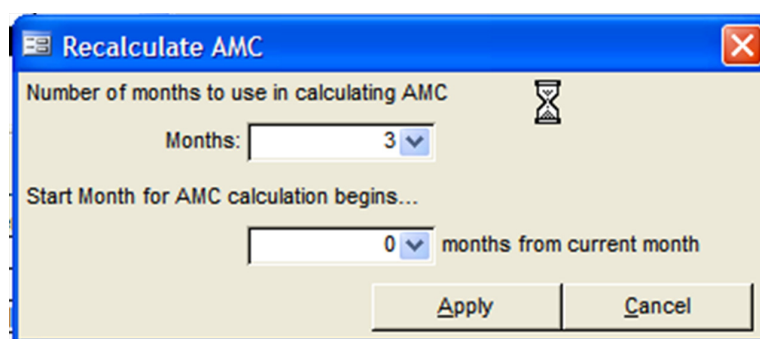 Recalculate AMC
Number of months to use in calculating AMC
Months: 3
Start Month for AMC calculation begins...
0 months from current month
Apply Cancel